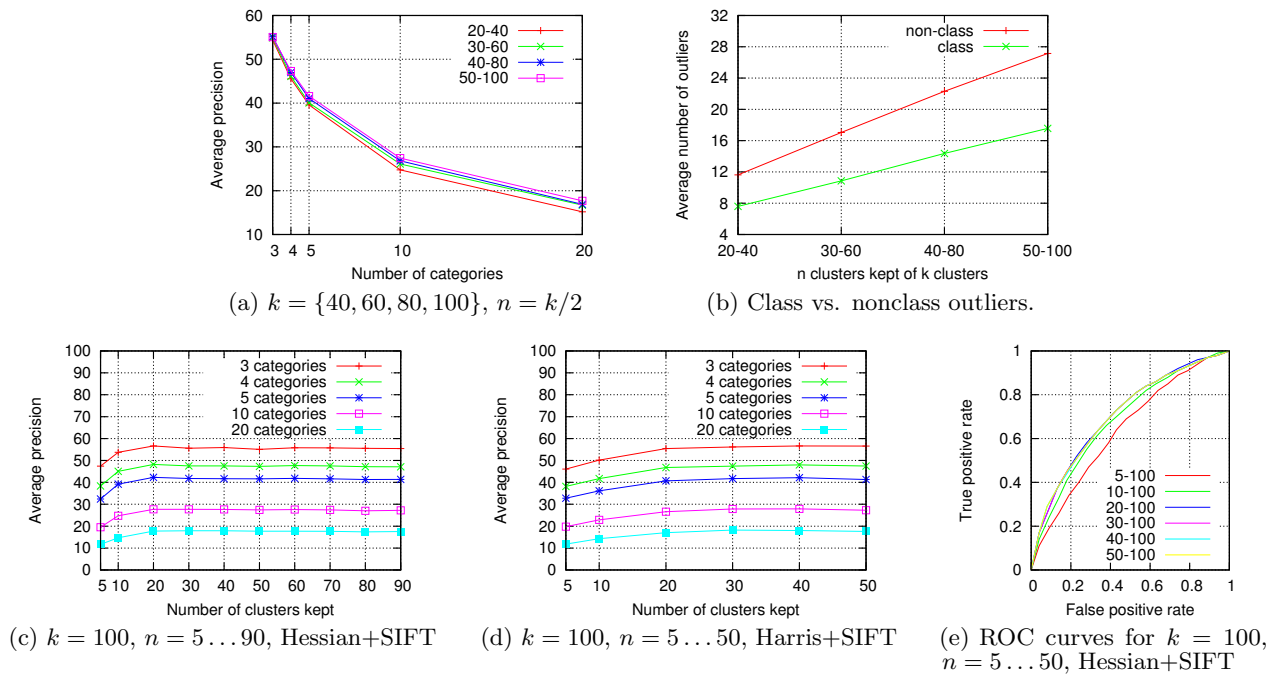 60
50
40
30
20
10
3 4 5 10 20
Average precision
Number of categories
20-40
30-60
40-80
50-100
(a) k = {40, 60, 80, 100}, n = k/2
32
28
24
20
16
12
8
4
20-40 30-60 40-80 50-100
Average number of outliers
n clusters kept of k clusters
non-class
class
(b) Class vs. nonclass outliers.
100
90
80
70
60
50
40
30
20
10
0
5 10 20 30 40 50 60 70 80 90
Average precision
Number of clusters kept
3 categories
4 categories
5 categories
10 categories
20 categories
(c) k = 100, n = 5 . . . 90, Hessian+SIFT
100
90
80
70
60
50
40
30
20
10
0
5 10 20 30 40 50
Average precision
Number of clusters kept
3 categories
4 categories
5 categories
10 categories
20 categories
(d) k = 100, n = 5 . . . 50, Harris+SIFT
1
0.8
0.6
0.4
0.2
0
0 0.2 0.4 0.6 0.8 1
True positive rate
False positive rate
5-100
10-100
20-100
30-100
40-100
50-100
(e) ROC curves for k = 100,
n = 5 . . . 50, Hessian+SIFT